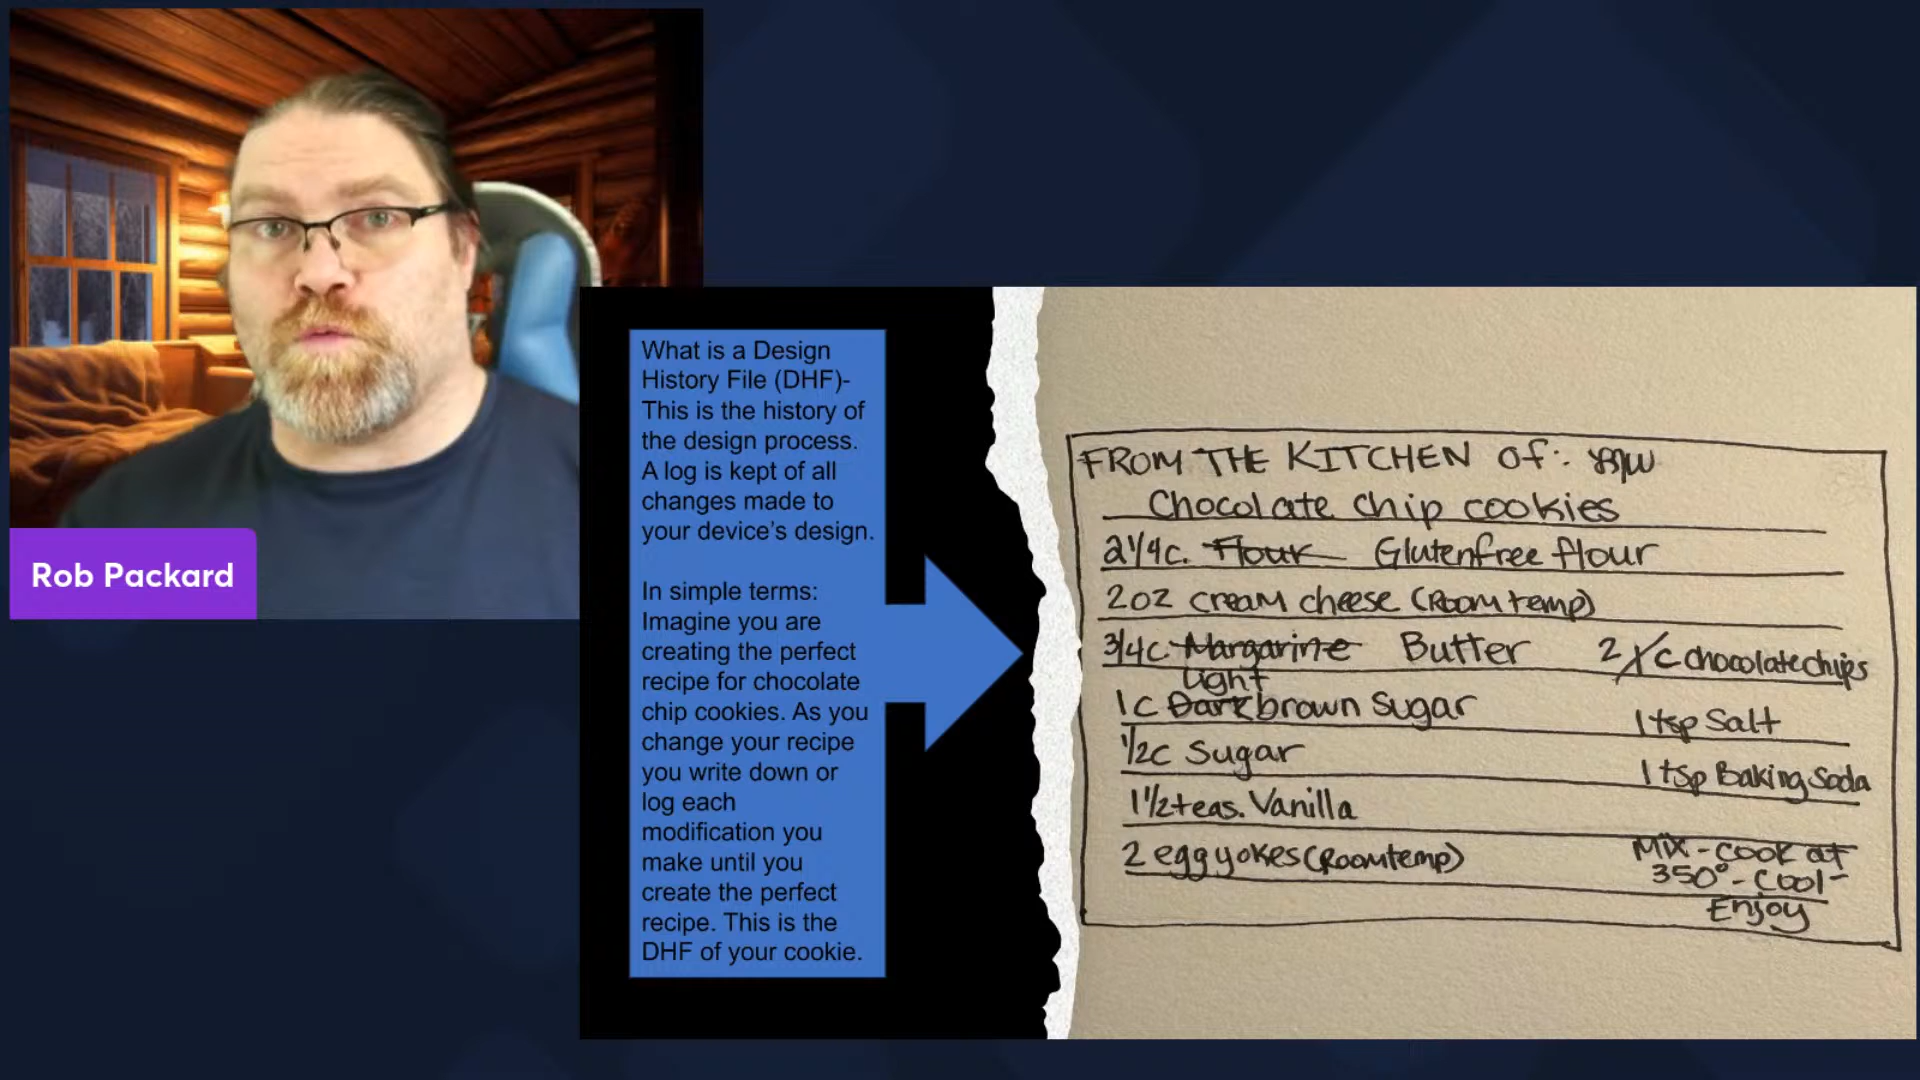 Rob Packard
What is a Design
History File (DHF)-
This is the history of
the design process.
A log is kept of all
changes made to
your device's design.
In simple terms:
Imagine you are
creating the perfect
recipe for chocolate
chip cookies. As you
change your recipe
you write down or
log each
modification you
make until you
create the perfect
recipe. This is the
DHF of your cookie.
FROM THE KITCHEN Of:
Chocolate chip cookies
2 1/4c. Flour Glutenfree flour
2oz cream cheese (Room temp)
3/4c Margarine Butter
Light
1c Dark brown Sugar
1/2c Sugar
1 1/2 teas. Vanilla
2 egg yokes (Room temp)
2 c chocolate chips
1 tsp Salt
1 tsp Baking Soda
Mix - cook at
350° - Cool -
Enjoy